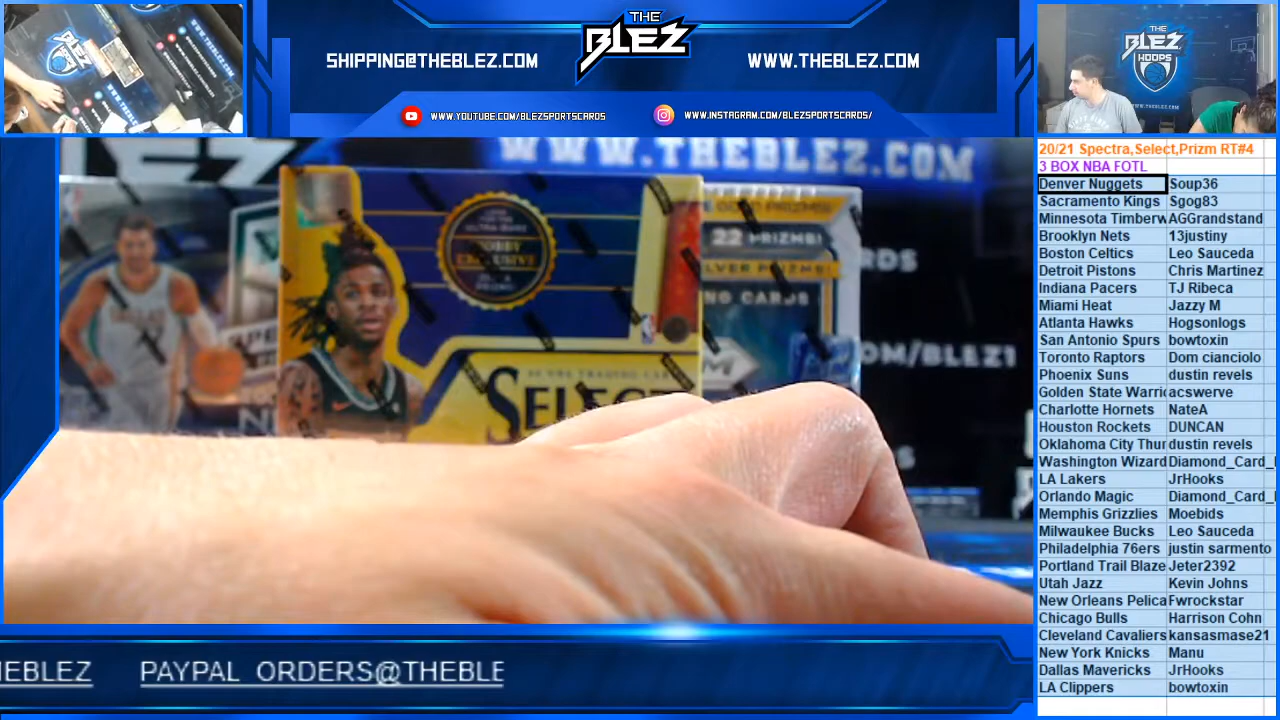 THE
BLEZ
SHIPPING@THEBLEZ.COM
WWW.THEBLEZ.COM
WWW.YOUTUBE.COM/BLEZSPORTSCARDS
WWW.INSTAGRAM.COM/BLEZSPORTSCARDS/
THE
BLEZ
HOOPS
WWW.THEBLEZ.COM
HOBBY
EXCLUSIVE
22 PRIZMS!
SELECT
OM/BLEZ1
20/21 Spectra,Select,Prizm RT#4
3 BOX NBA FOTL
Denver Nuggets Soup36
Sacramento Kings Sgog83
Minnesota Timberw AGGrandstand
Brooklyn Nets 13justiny
Boston Celtics Leo Sauceda
Detroit Pistons Chris Martinez
Indiana Pacers TJ Ribeca
Miami Heat Jazzy M
Atlanta Hawks Hogsonlogs
San Antonio Spurs bowtoxin
Toronto Raptors Dom cianciolo
Phoenix Suns dustin revels
Golden State Warric acswerve
Charlotte Hornets NateA
Houston Rockets DUNCAN
Oklahoma City Thur dustin revels
Washington Wizard Diamond_Card_
LA Lakers JrHooks
Orlando Magic Diamond_Card_
Memphis Grizzlies Moebids
Milwaukee Bucks Leo Sauceda
Philadelphia 76ers justin sarmento
Portland Trail Blaze Jeter2392
Utah Jazz Kevin Johns
New Orleans Pelica Fwrockstar
Chicago Bulls Harrison Cohn
Cleveland Cavaliers kansasmase21
New York Knicks Manu
Dallas Mavericks JrHooks
LA Clippers bowtoxin
IEBLEZ PAYPAL ORDERS@THEBLE